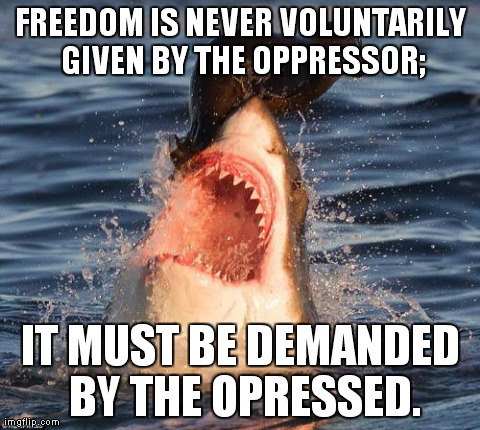 FREEDOM IS NEVER VOLUNTARILY
GIVEN BY THE OPPRESSOR;
IT MUST BE DEMANDED
BY THE OPRESSED.
imgflip.com